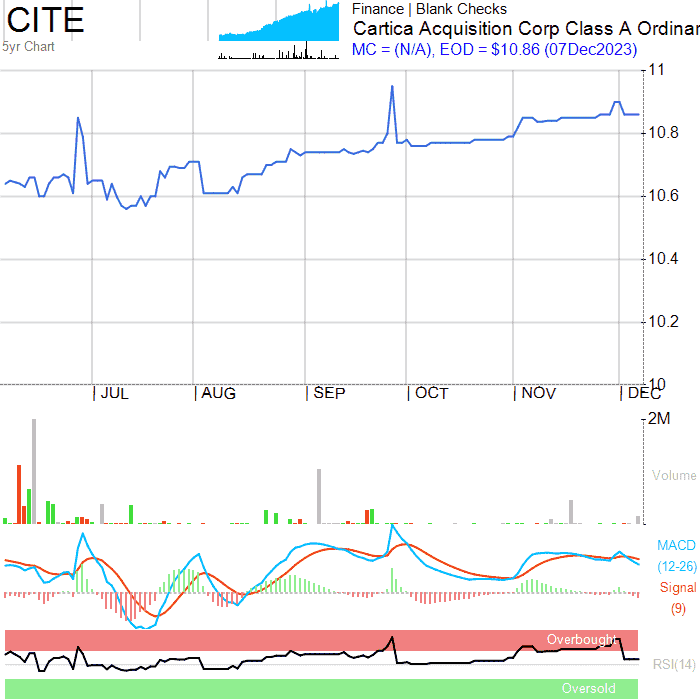 CITE
5yr Chart
Finance | Blank Checks
Cartica Acquisition Corp Class A Ordinar
MC = (N/A), EOD = $10.86 (07Dec2023)
11
10.8
10.6
10.4
10.2
10
JUL
AUG
SEP
OCT
NOV
DEC
2M
Volume
MACD
(12-26)
Signal
(9)
Overbought
RSI(14)
Oversold